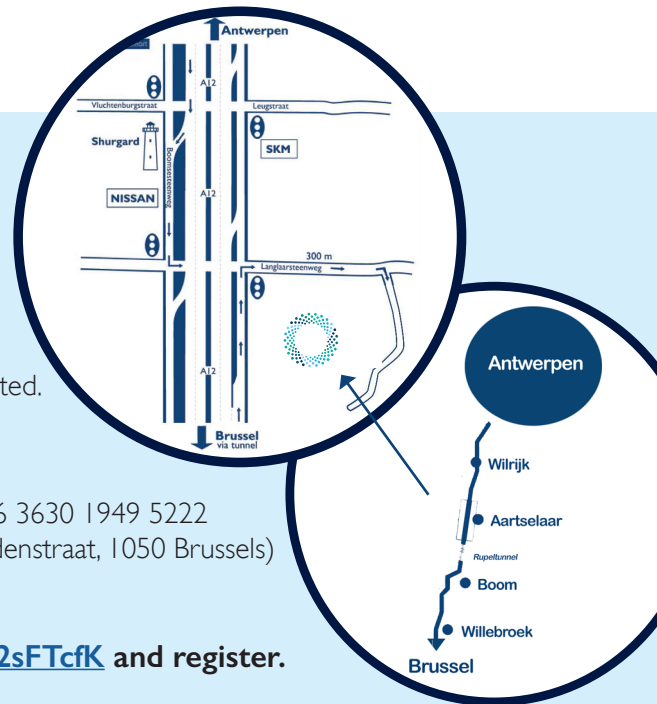 Antwerpen
A12
Vluchtenburgstraat
Leugstraat
Shurgard
SKM
Boomsesteenweg
NISSAN
A12
300 m
Langlaarsteenweg
A12
Brussel
via tunnel
ted.
6 3630 1949 5222
denstraat, 1050 Brussels)
2sFTcfK and register.
Antwerpen
Wilrijk
Aartselaar
Rupeltunnel
Boom
Willebroek
Brussel